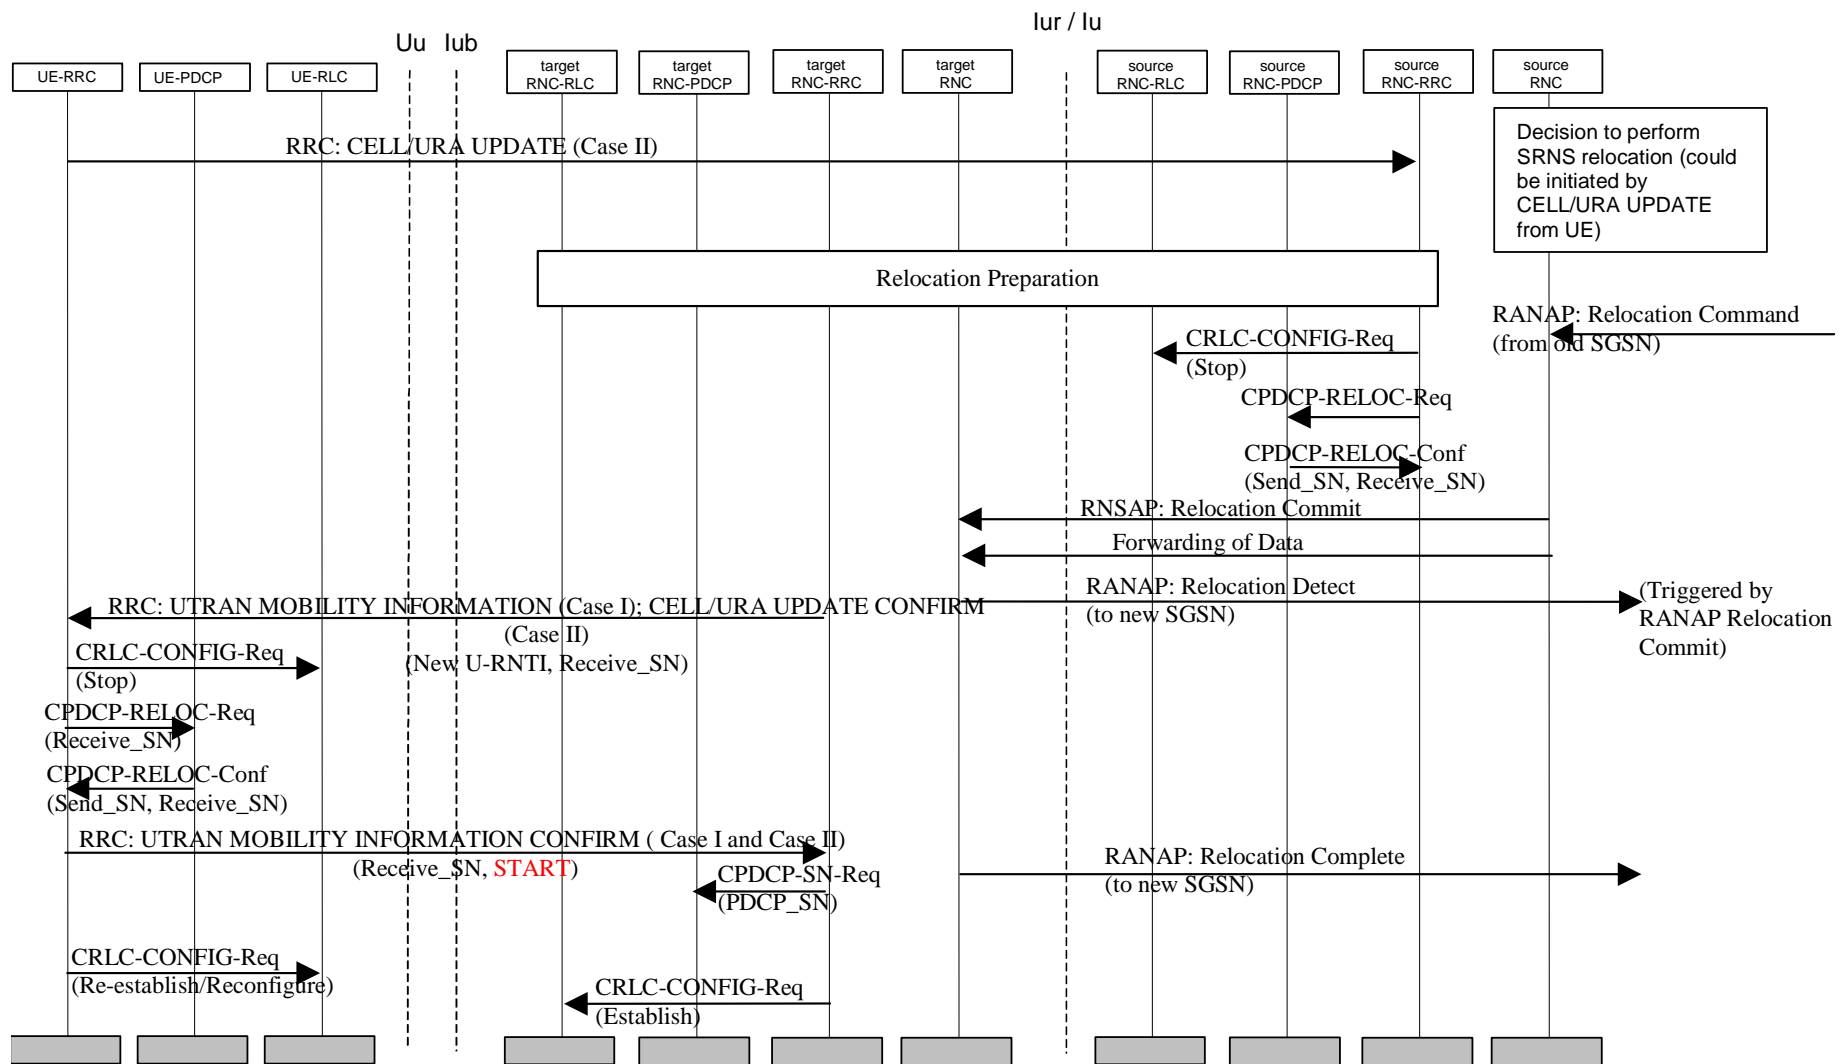 Iur / Iu
Uu Iub
UE-RRC
UE-PDCP
UE-RLC
target
RNC-RLC
target
RNC-PDCP
target
RNC-RRC
target
RNC
source
RNC-RLC
source
RNC-PDCP
source
RNC-RRC
source
RNC
Decision to perform
SRNS relocation (could
be initiated by
CELL/URA UPDATE
from UE)
RRC: CELL/URA UPDATE (Case II)
Relocation Preparation
RANAP: Relocation Command
(from old SGSN)
CRLC-CONFIG-Req
(Stop)
CPDCP-RELOC-Req
CPDCP-RELOC-Conf
(Send_SN, Receive_SN)
RNSAP: Relocation Commit
Forwarding of Data
RANAP: Relocation Detect
(to new SGSN)
(Triggered by
RANAP Relocation
Commit)
RRC: UTRAN MOBILITY INFORMATION (Case I); CELL/URA UPDATE CONFIRM
(Case II)
(New U-RNTI, Receive_SN)
CRLC-CONFIG-Req
(Stop)
CPDCP-RELOC-Req
(Receive_SN)
CPDCP-RELOC-Conf
(Send_SN, Receive_SN)
RRC: UTRAN MOBILITY INFORMATION CONFIRM ( Case I and Case II)
(Receive_SN, START)
RANAP: Relocation Complete
(to new SGSN)
CPDCP-SN-Req
(PDCP_SN)
CRLC-CONFIG-Req
(Re-establish/Reconfigure)
CRLC-CONFIG-Req
(Establish)